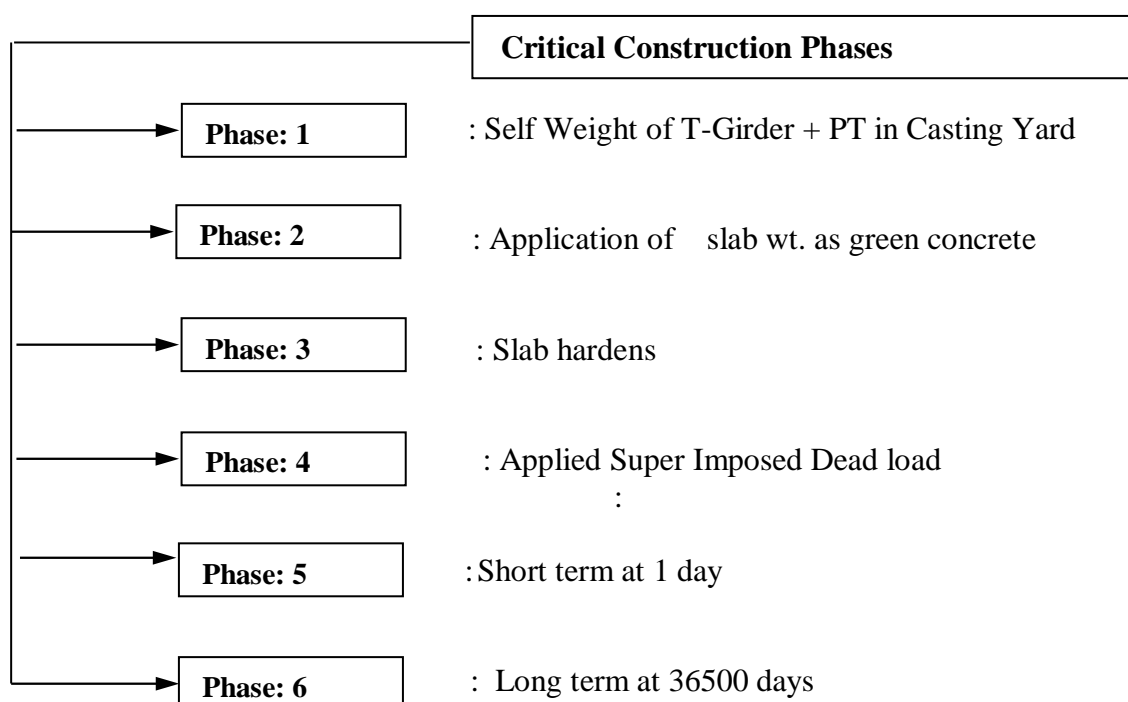 Critical Construction Phases
Phase: 1 : Self Weight of T-Girder + PT in Casting Yard
Phase: 2 : Application of slab wt. as green concrete
Phase: 3 : Slab hardens
Phase: 4 : Applied Super Imposed Dead load
:
Phase: 5 :Short term at 1 day
Phase: 6 : Long term at 36500 days